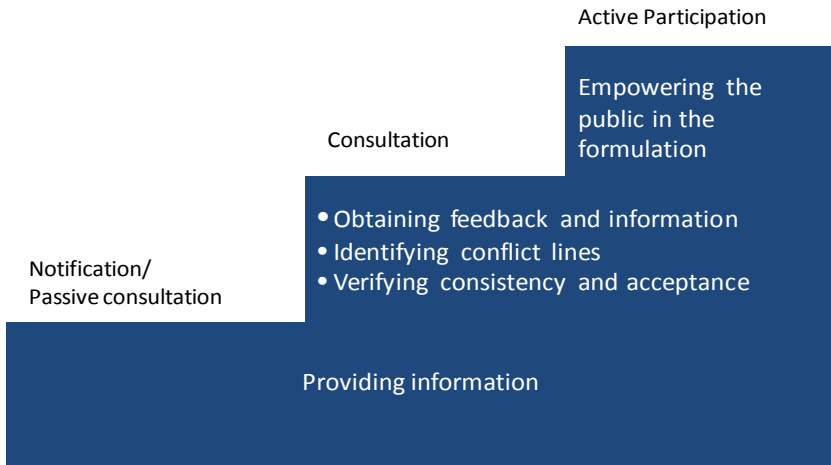 Active Participation
Empowering the
public in the
formulation
Consultation
• Obtaining feedback and information
• Identifying conflict lines
• Verifying consistency and acceptance
Notification/
Passive consultation
Providing information